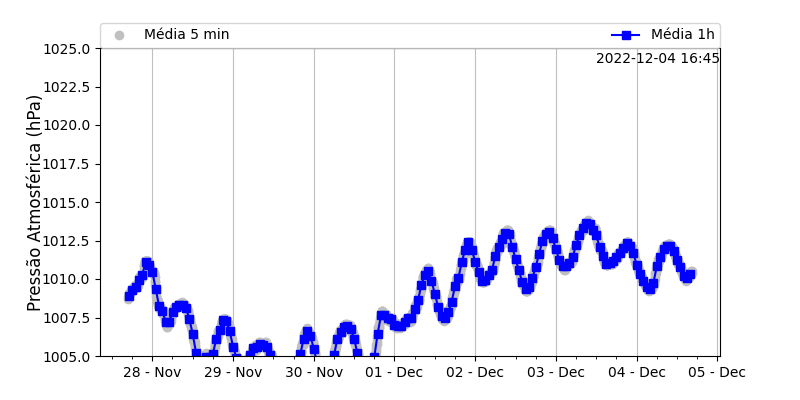 Média 5 min
Média 1h
2022-12-04 16:45
Pressão Atmosférica (hPa)
1025.0
1022.5
1020.0
1017.5
1015.0
1012.5
1010.0
1007.5
1005.0
28 - Nov
29 - Nov
30 - Nov
01 - Dec
02 - Dec
03 - Dec
04 - Dec
05 - Dec